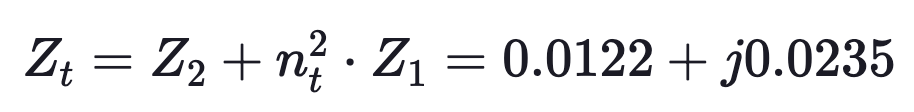 Z_t = Z_2 + n_t^2 · Z_1 = 0.0122 + j0.0235